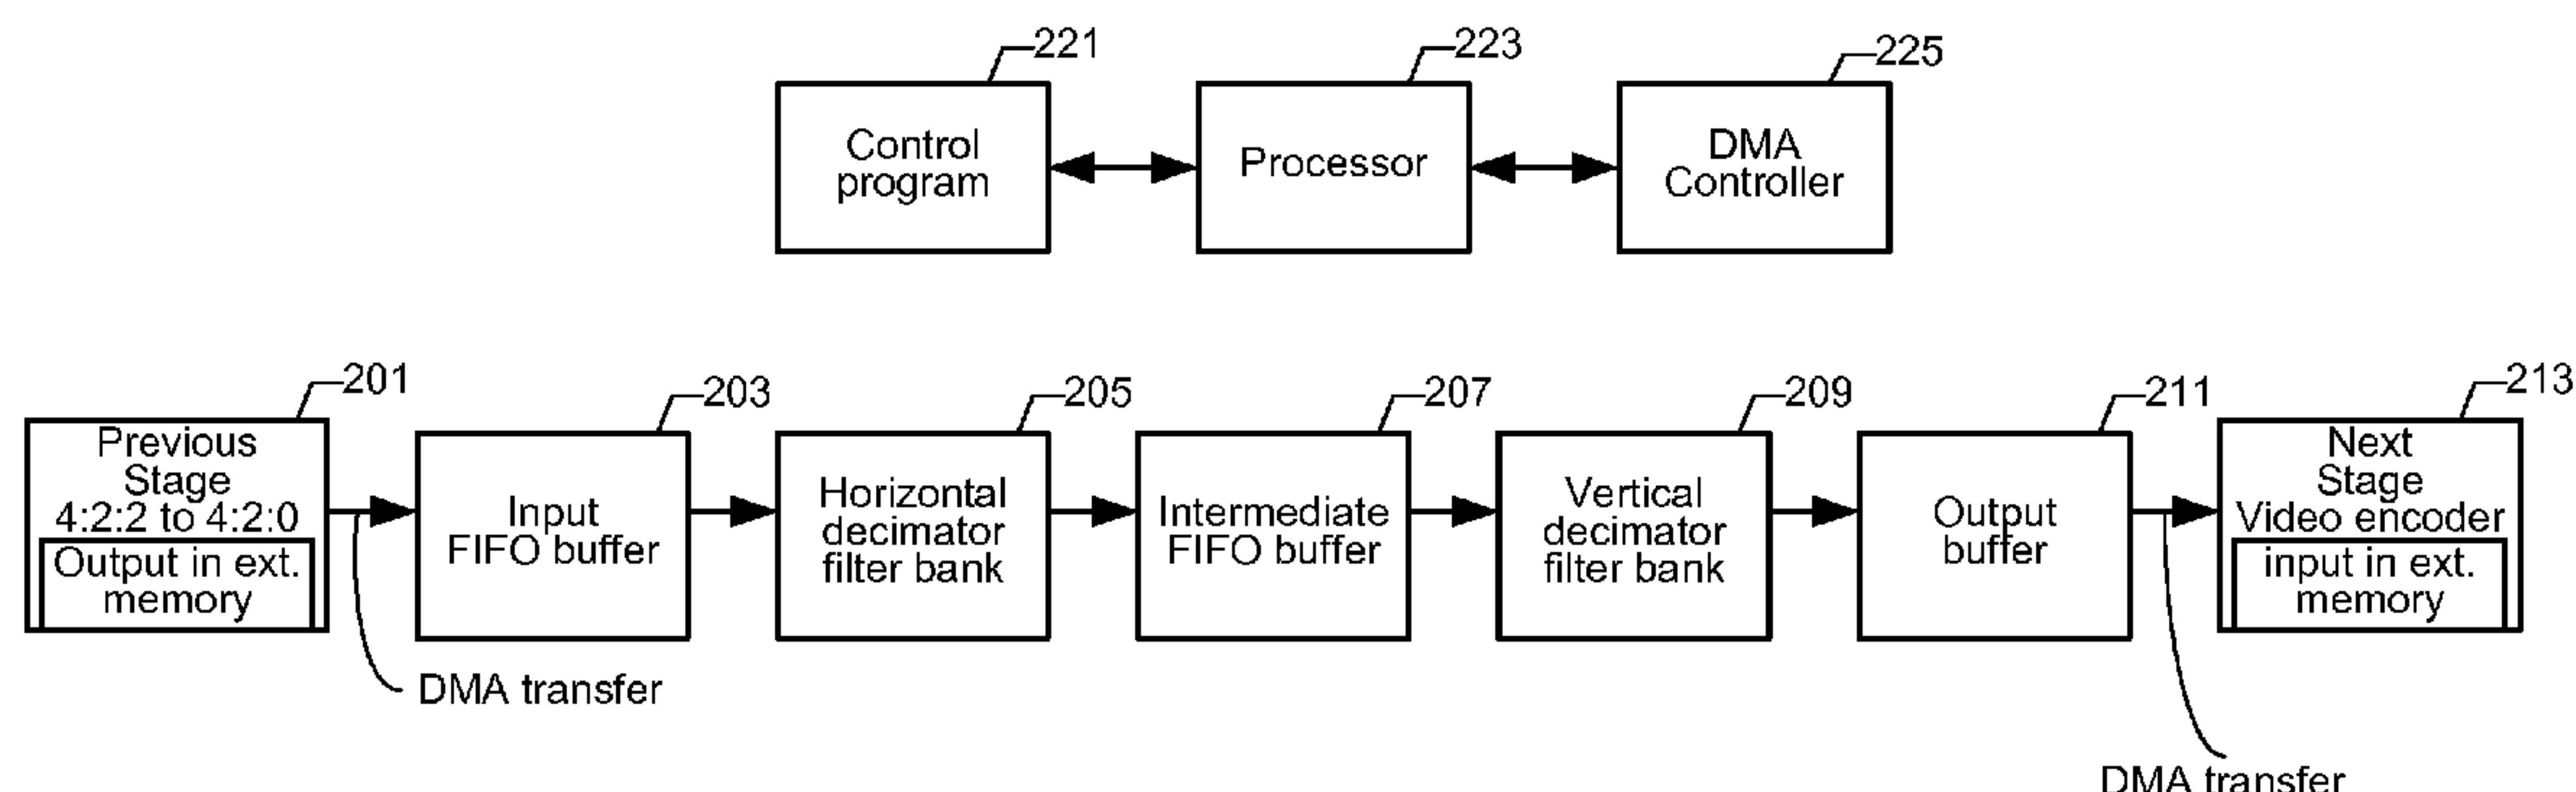 221
223
225
Control
program
Processor
DMA
Controller
201
203
205
207
209
211
213
Previous
Stage
4:2:2 to 4:2:0
Output in ext.
memory
Input
FIFO buffer
Horizontal
decimator
filter bank
Intermediate
FIFO buffer
Vertical
decimator
filter bank
Output
buffer
Next
Stage
Video encoder
input in ext.
memory
DMA transfer
DMA transfer